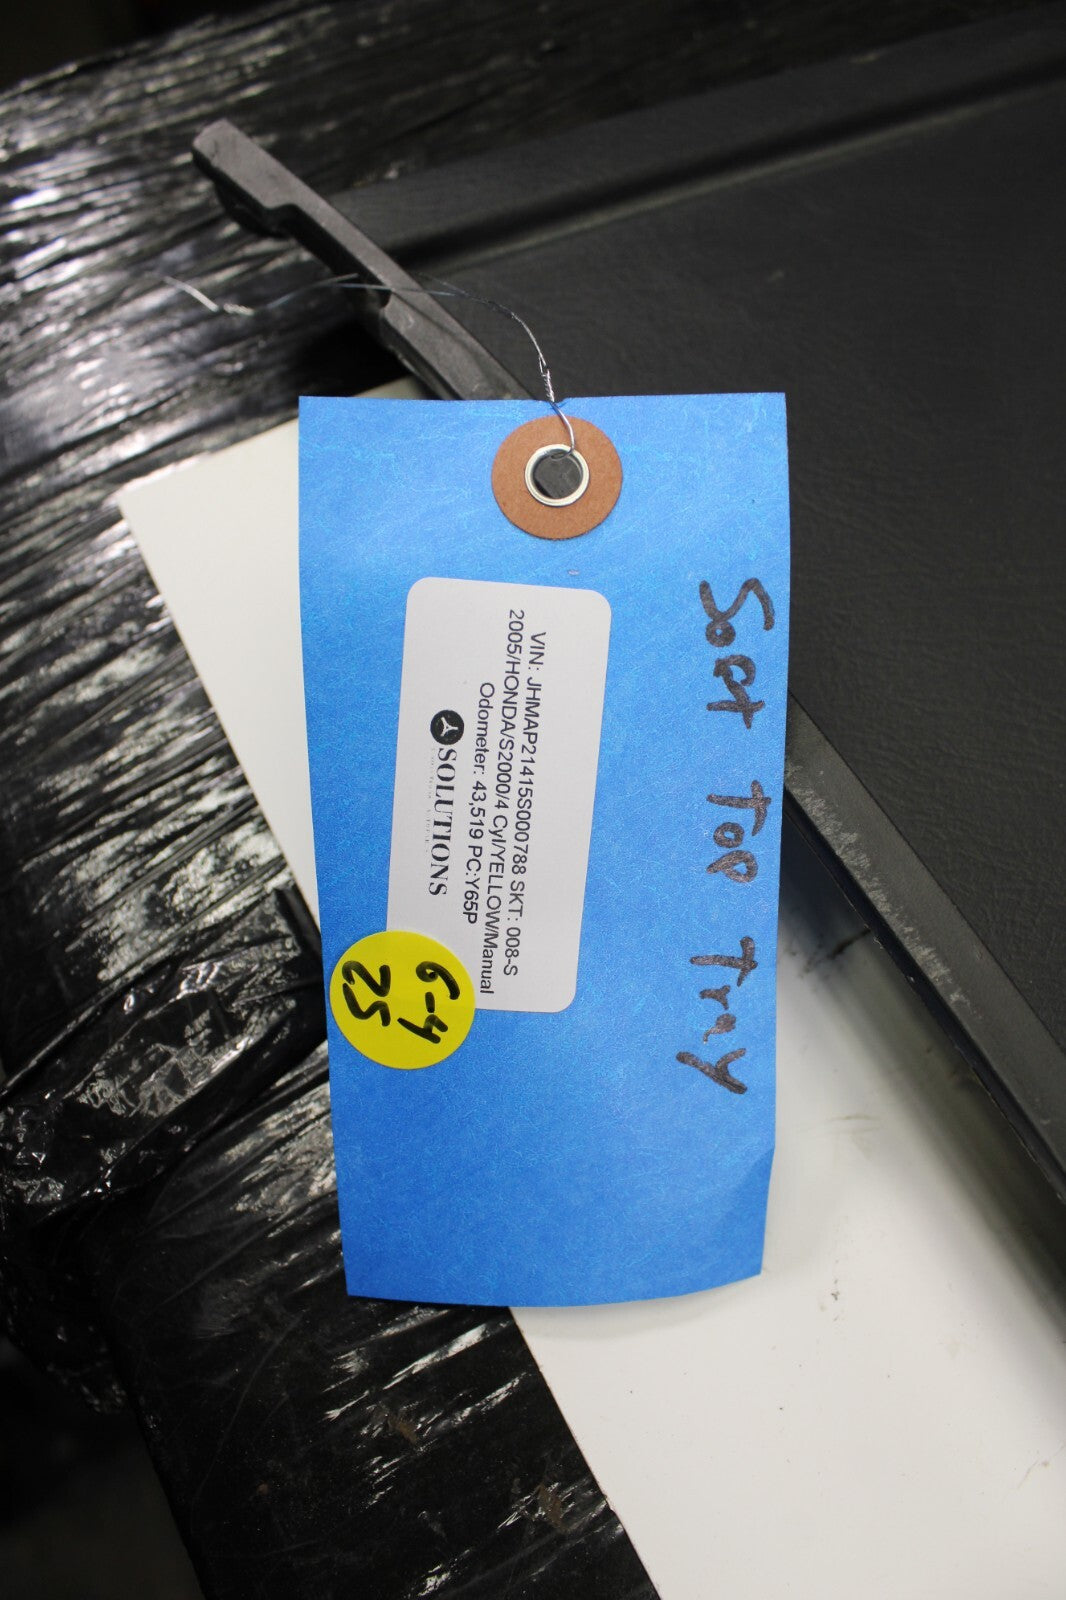 Soft Top Tray
VIN: JHMAP21415S000788 SKT: 008-S
2005/HONDA/S2000/4 Cyl/YELLOW/Manual
Odometer: 43,519 PC:Y65P
SOLUTIONS
6-4
25